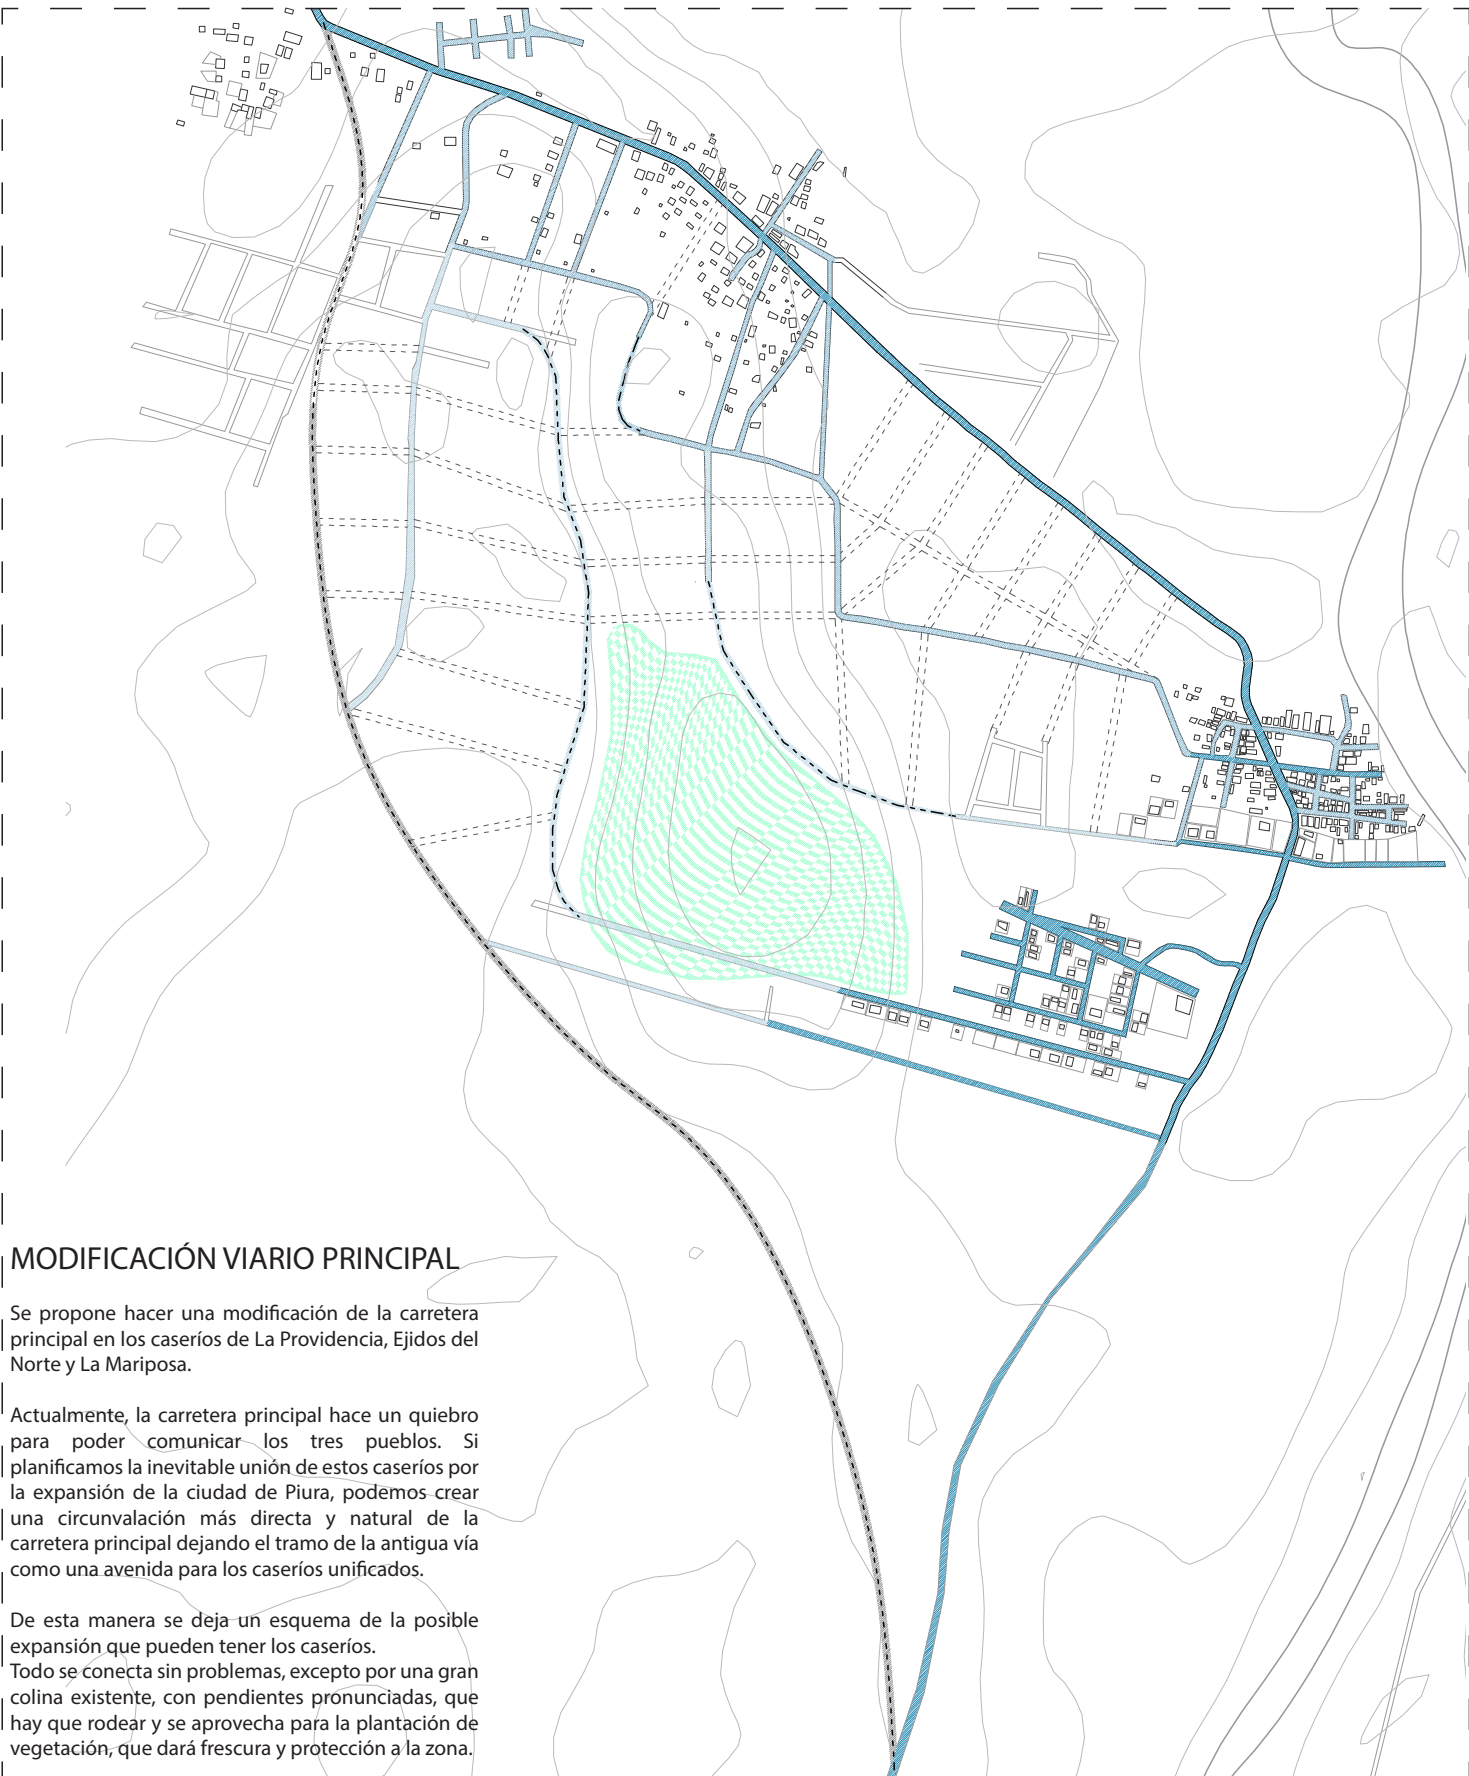 MODIFICACIÓN VIARIO PRINCIPAL
Se propone hacer una modificación de la carretera
principal en los caseríos de La Providencia, Ejidos del
Norte y La Mariposa.
Actualmente, la carretera principal hace un quiebro
para poder comunicar los tres pueblos. Si
planificamos la inevitable unión de estos caseríos por
la expansión de la ciudad de Piura, podemos crear
una circunvalación más directa y natural de la
carretera principal dejando el tramo de la antigua vía
como una avenida para los caseríos unificados.
De esta manera se deja un esquema de la posible
expansión que pueden tener los caseríos.
Todo se conecta sin problemas, excepto por una gran
colina existente, con pendientes pronunciadas, que
hay que rodear y se aprovecha para la plantación de
vegetación, que dará frescura y protección a la zona.